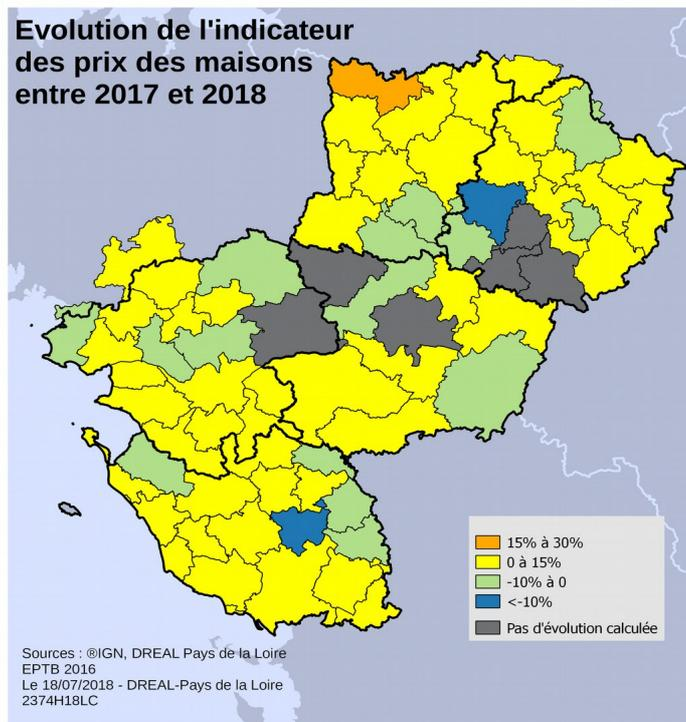 Evolution de l'indicateur
des prix des maisons
entre 2017 et 2018
15% à 30%
0 à 15%
-10% à 0
<-10%
Pas d'évolution calculée
Sources : ®IGN, DREAL Pays de la Loire
EPTB 2016
Le 18/07/2018 - DREAL-Pays de la Loire
2374H18LC